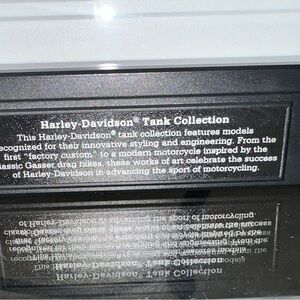 Harley-Davidson® Tank Collection
This Harley-Davidson® tank collection features models
recognized for their innovative styling and engineering. From the
first "factory custom" to a modern motorcycle inspired by the
classic Gasser drag bikes, these works of art celebrate the success
of Harley-Davidson in advancing the sport of motorcycling.